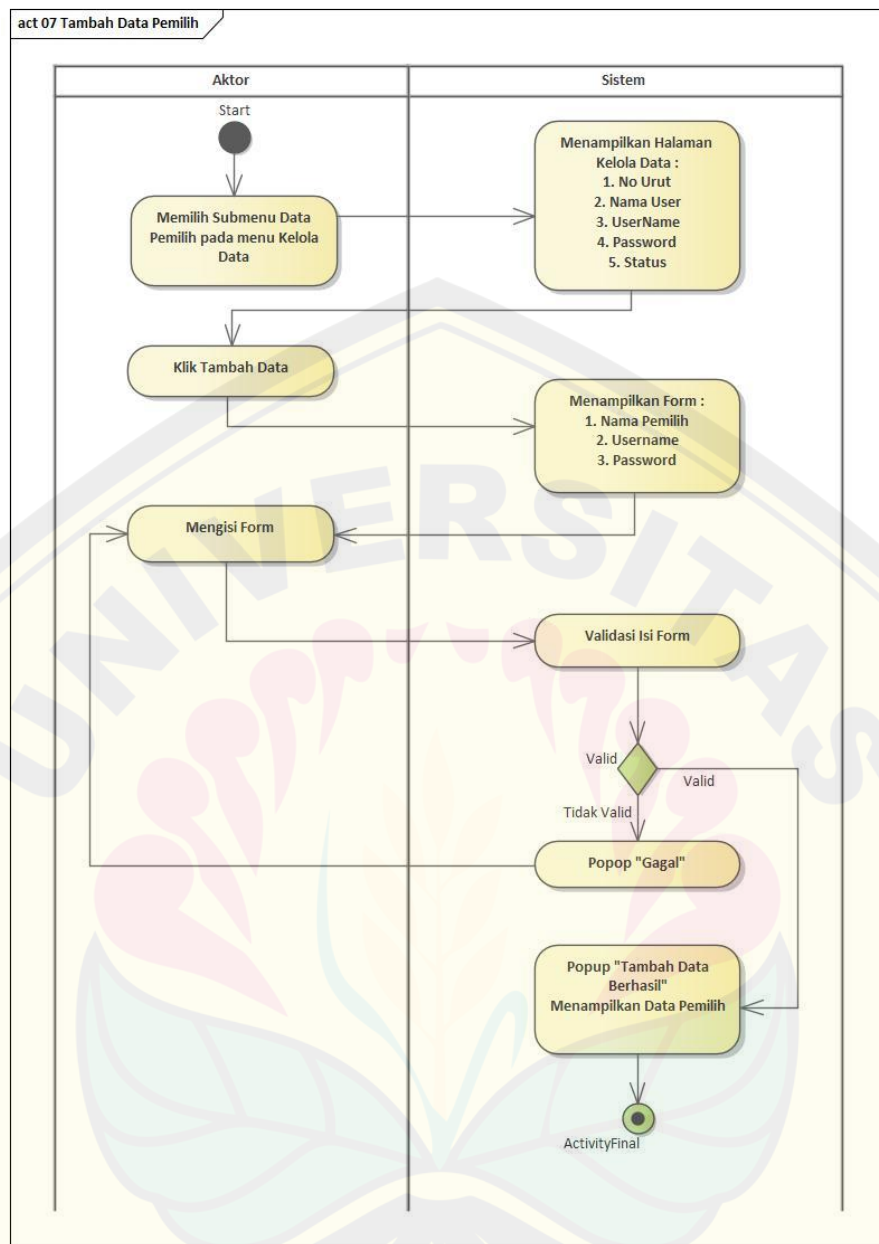 act 07 Tambah Data Pemilih
Aktor
Sistem
Start
Menampilkan Halaman
Kelola Data :
1. No Urut
2. Nama User
3. UserName
4. Password
5. Status
Memilih Submenu Data
Pemilih pada menu Kelola
Data
Klik Tambah Data
Menampilkan Form :
1. Nama Pemilih
2. Username
3. Password
Mengisi Form
Validasi Isi Form
Valid
Valid
Tidak Valid
Popop "Gagal"
Popup "Tambah Data
Berhasil"
Menampilkan Data Pemilih
ActivityFinal
UNIVERSITAS